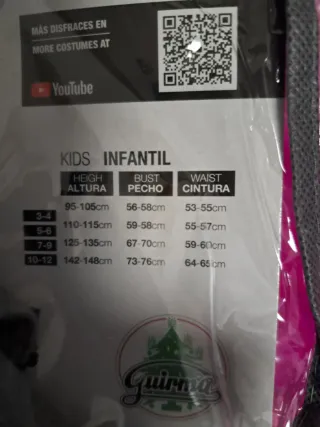 MÁS DISFRACES EN
MORE COSTUMES AT
YouTube
KIDS INFANTIL
HEIGH BUST WAIST
ALTURA PECHO CINTURA
3-4 95-105cm 56-58cm 53-55cm
5-6 110-115cm 59-58cm 55-57cm
7-9 125-135cm 67-70cm 59-60cm
10-12 142-148cm 73-76cm 64-65cm
Guirma